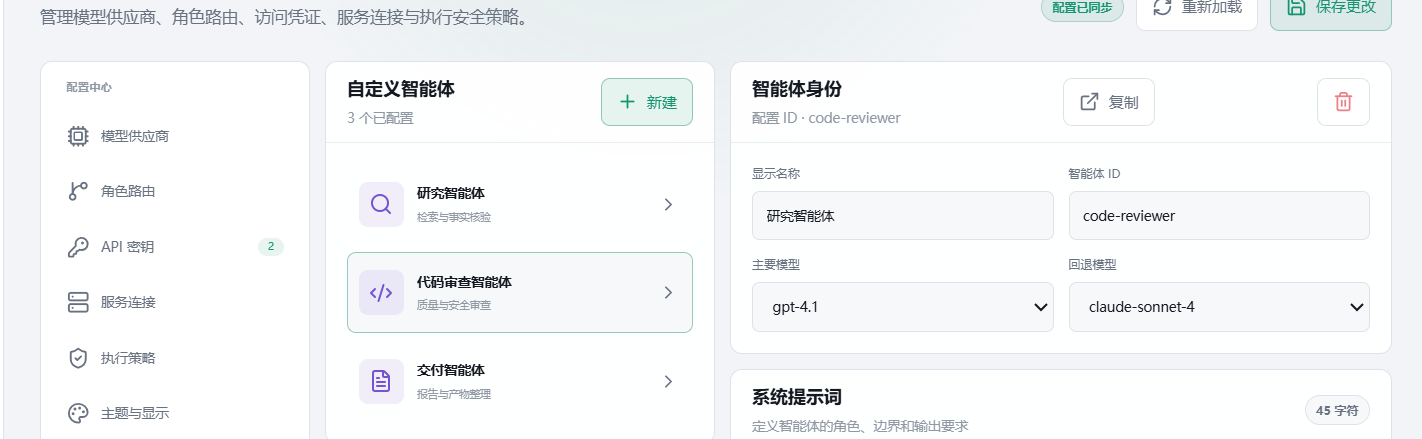 管理模型供应商、角色路由、访问凭证、服务连接与执行安全策略。
配置已同步
重新加载
保存更改
配置中心
模型供应商
角色路由
API 密钥
2
服务连接
执行策略
主题与显示
自定义智能体
3 个已配置
新建
研究智能体
检索与事实核验
代码审查智能体
质量与安全审查
交付智能体
报告与产物整理
智能体身份
配置 ID · code-reviewer
复制
显示名称
智能体 ID
研究智能体
code-reviewer
主要模型
回退模型
gpt-4.1
claude-sonnet-4
系统提示词
定义智能体的角色、边界和输出要求
45 字符